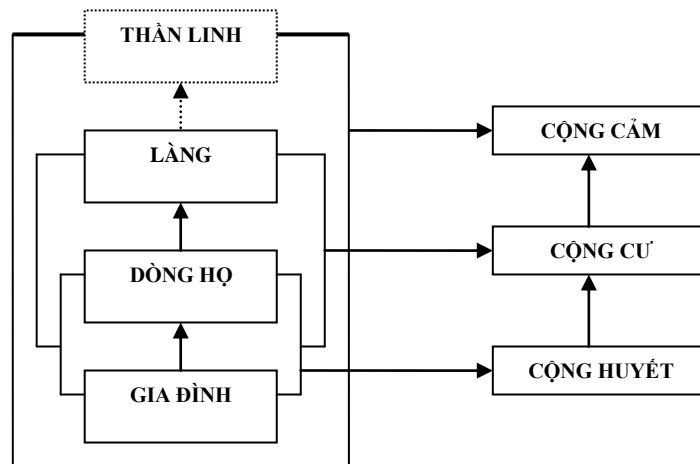 THẦN LINH
LÀNG
DÒNG HỌ
GIA ĐÌNH
CỘNG CẢM
CỘNG CƯ
CỘNG HUYẾT